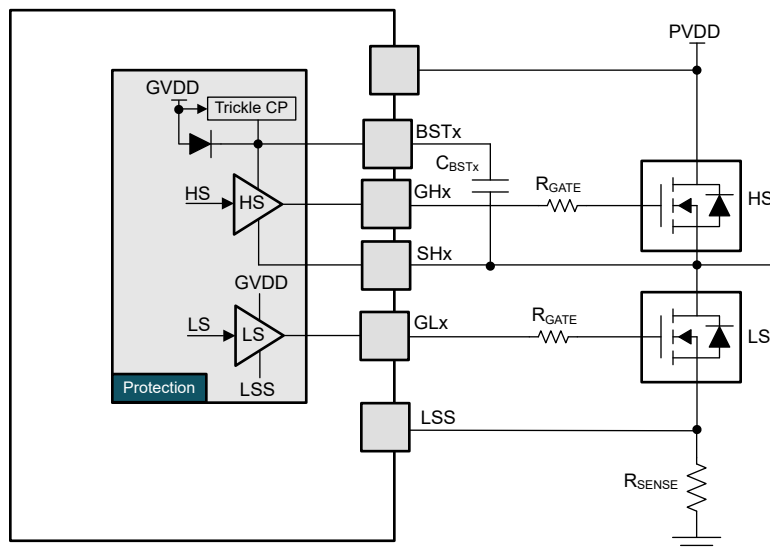 PVDD
GVDD
Trickle CP
BSTx
CBSTx
HS
HS
GHx
RGATE
HS
SHx
GVDD
LS
LS
GLx
RGATE
LS
LSS
Protection
LSS
RSENSE